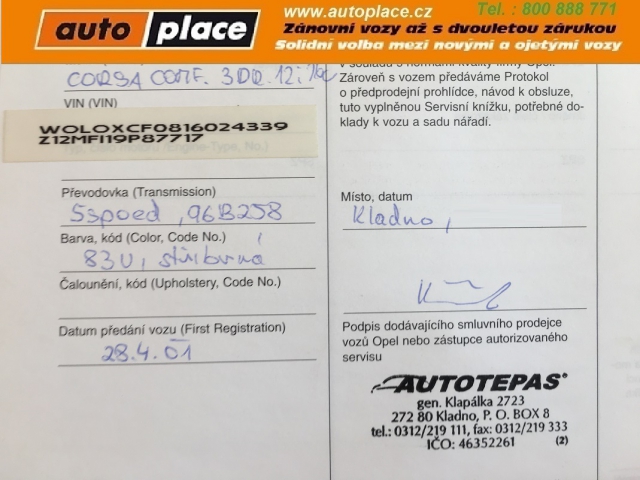 auto place
www.autoplace.cz
Tel. : 800 888 771
Zánovní vozy až s dvouletou zárukou
Solidní volba mezi novými a ojetými vozy
CORSA COMF. 3DR. 1.2i 16V
VIN (VIN)
WOLOXCF0816024339
Z12MFI19P87717
Převodovka (Transmission)
5speed, 96B258
Barva, kód (Color, Code No.)
83U, stříbrná
Čalounění, kód (Upholstery, Code No.)
Datum předání vozu (First Registration)
28.4.01
v souladu s normami kvality firmy Opel.
Zároveň s vozem předáváme Protokol
o předprodejní prohlídce, návod k obsluze,
tuto vyplněnou Servisní knížku, potřebné do-
klady k vozu a sadu nářadí.
Místo, datum
Kladno,
Podpis dodávajícího smluvního prodejce
vozů Opel nebo zástupce autorizovaného
servisu
AUTOTEPAS
gen. Klapálka 2723
272 80 Kladno, P. O. BOX 8
tel.: 0312/219 111, fax: 0312/219 333
IČO: 46352261 (2)